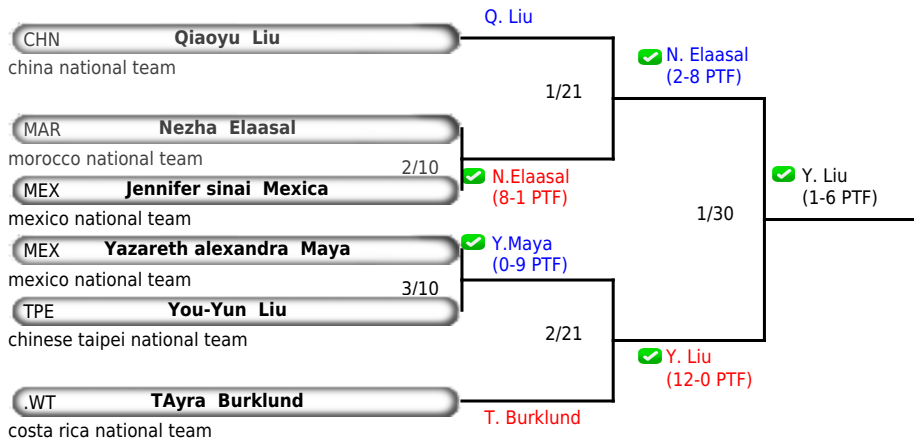 Q. Liu
CHN Qiaoyu Liu
china national team
N. Elaasal
(2-8 PTF)
1/21
MAR Nezha Elaasal
morocco national team
2/10
N.Elaasal
(8-1 PTF)
MEX Jennifer sinai Mexica
mexico national team
Y. Liu
(1-6 PTF)
1/30
MEX Yazareth alexandra Maya
mexico national team
Y.Maya
(0-9 PTF)
3/10
TPE You-Yun Liu
chinese taipei national team
2/21
Y. Liu
(12-0 PTF)
.WT TAyra Burklund
costa rica national team
T. Burklund